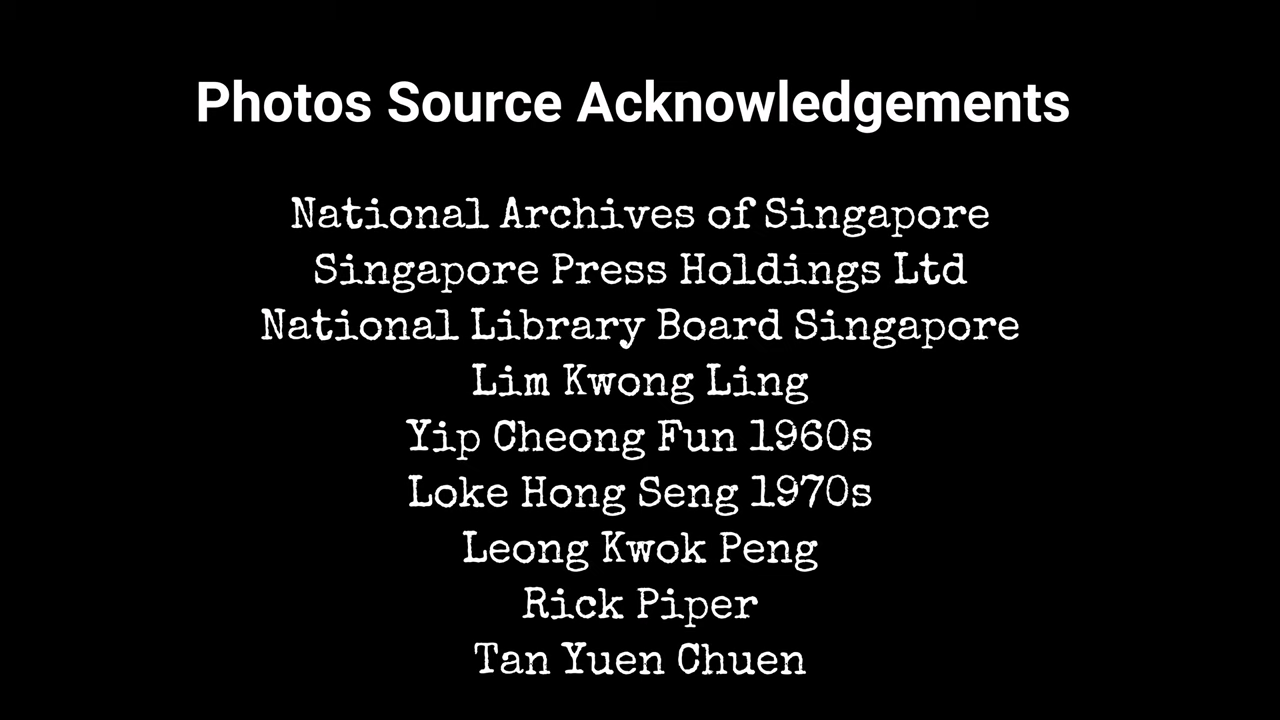 Photos Source Acknowledgements
National Archives of Singapore
Singapore Press Holdings Ltd
National Library Board Singapore
Lim Kwong Ling
Yip Cheong Fun 1960s
Loke Hong Seng 1970s
Leong Kwok Peng
Rick Piper
Tan Yuen Chuen